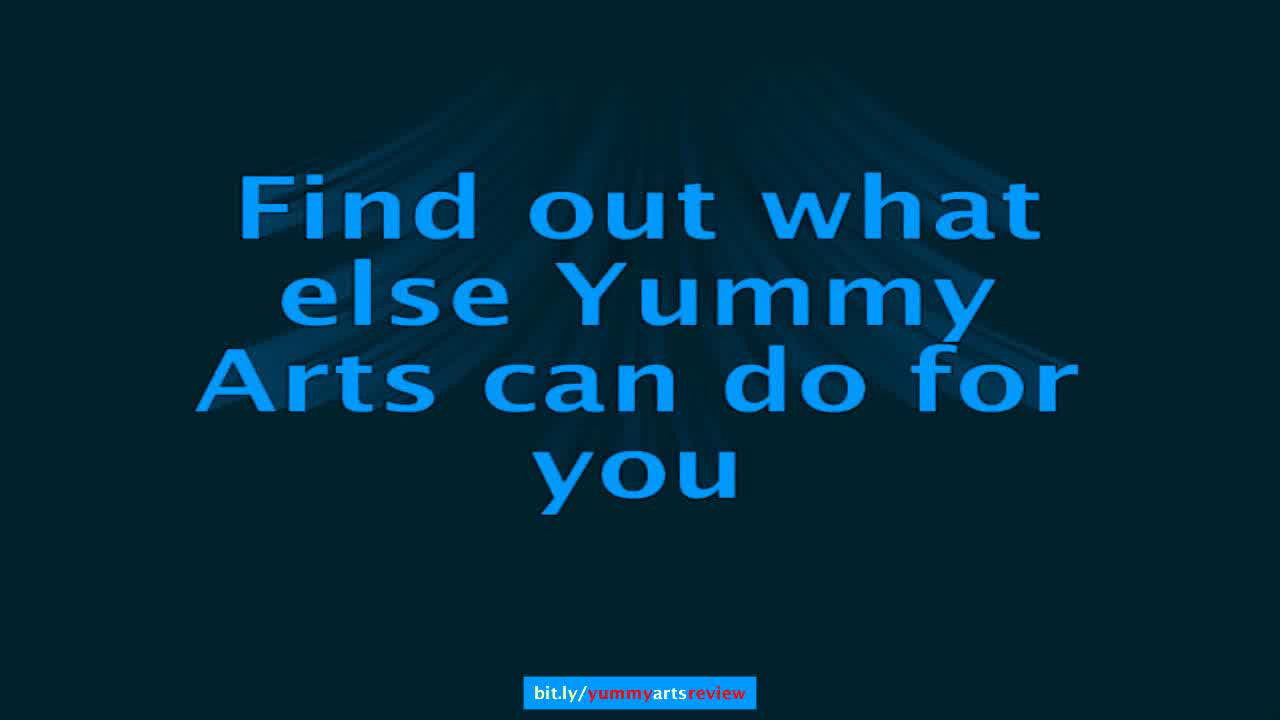 Find out what
else Yummy
Arts can do for
you
bit.ly/yummyartsreview